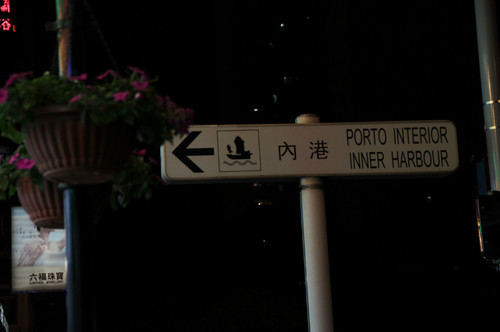 內港
PORTO INTERIOR
INNER HARBOUR
六福珠寶